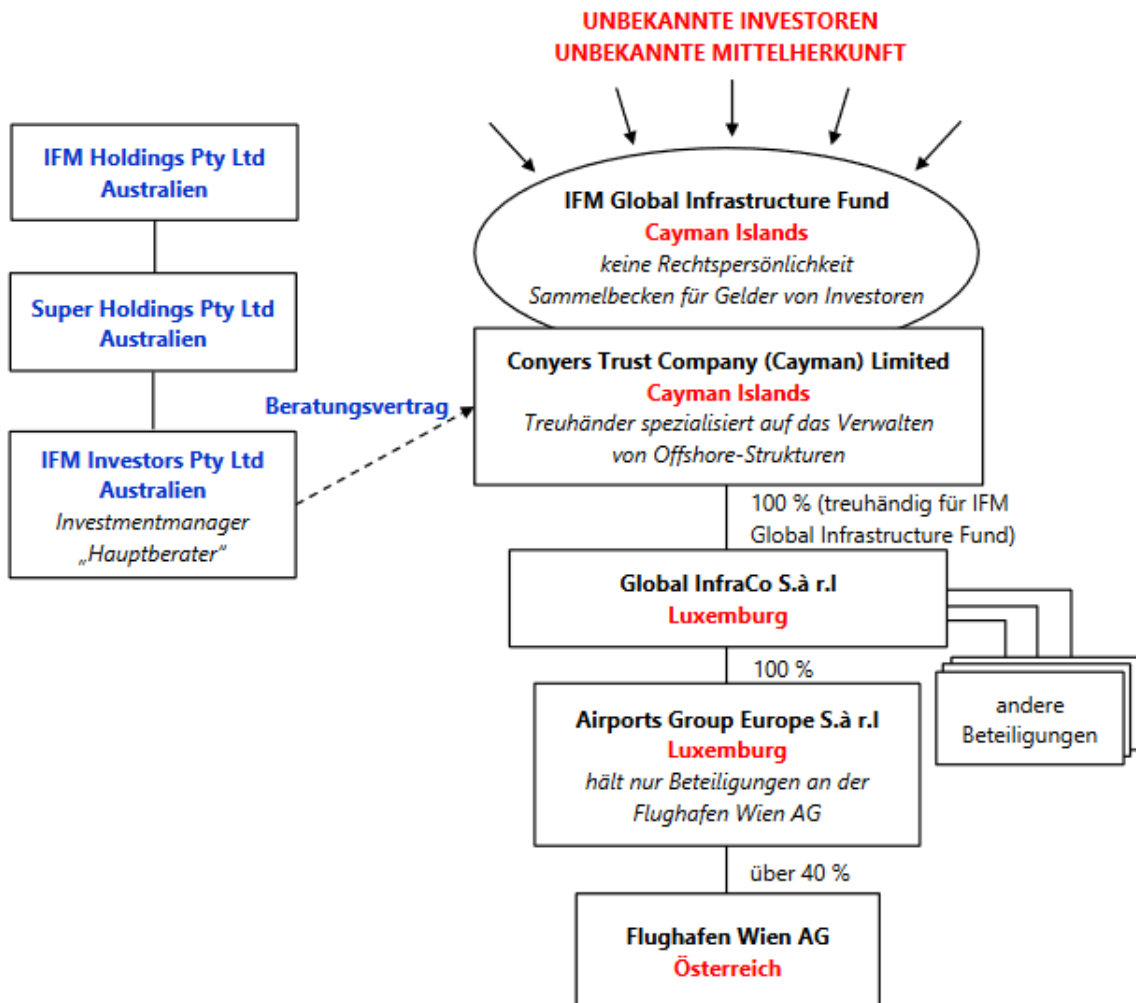 UNBEKANNTE INVESTOREN
UNBEKANNTE MITTELHERKUNFT
IFM Holdings Pty Ltd
Australien
Super Holdings Pty Ltd
Australien
IFM Investors Pty Ltd
Australien
Investmentmanager
„Hauptberater“
Beratungsvertrag
IFM Global Infrastructure Fund
Cayman Islands
keine Rechtspersönlichkeit
Sammelbecken für Gelder von Investoren
Conyers Trust Company (Cayman) Limited
Cayman Islands
Treuhänder spezialisiert auf das Verwalten
von Offshore-Strukturen
100 % (treuhändig für IFM
Global Infrastructure Fund)
Global InfraCo S.à r.l
Luxemburg
100 %
andere
Beteiligungen
Airports Group Europe S.à r.l
Luxemburg
hält nur Beteiligungen an der
Flughafen Wien AG
über 40 %
Flughafen Wien AG
Österreich